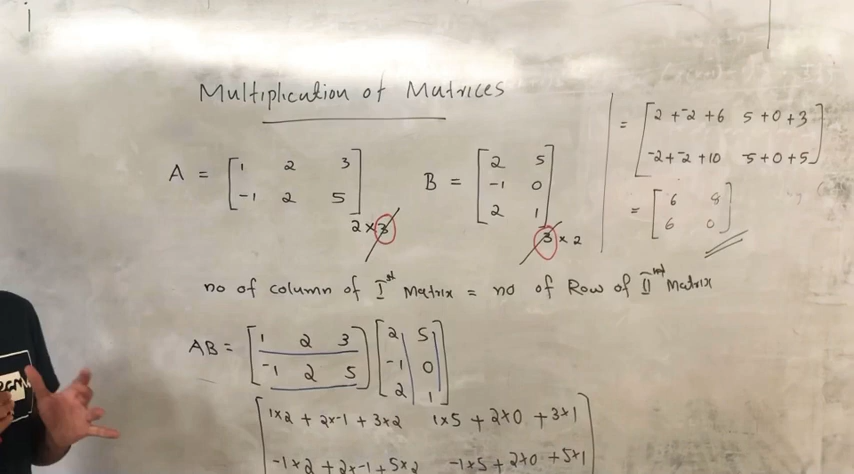 Multiplication of Matrices
A = [1 2 3
-1 2 5] 2×3
B = [2 5
-1 0
2 1] 3×2
no of column of Ist Matrix = no of Row of IInd Matrix
AB = [1 2 3
-1 2 5] [2 5
-1 0
2 1]
[1×2 + 2×-1 + 3×2 1×5 + 2×0 + 3×1
-1×2 + 2×-1 + 5×2 -1×5 + 2×0 + 5×1
= [2 + -2 + 6 5 + 0 + 3
-2 + -2 + 10 -5 + 0 + 5]
= [6 8
6 0]